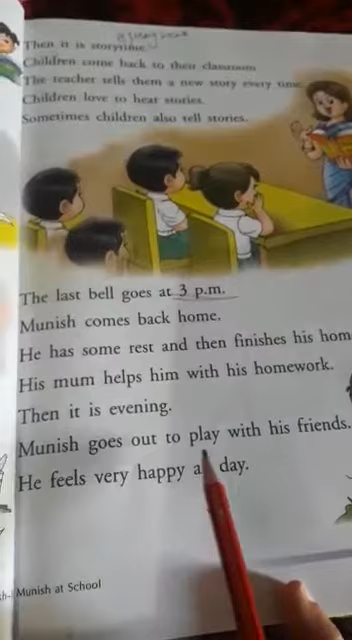 Then it is storytime.
Children come back to their classroom
The teacher tells them a new story every time.
Children love to hear stories.
Sometimes children also tell stories.
The last bell goes at 3 p.m.
Munish comes back home.
He has some rest and then finishes his hom
His mum helps him with his homework.
Then it is evening.
Munish goes out to play with his friends.
He feels very happy a day.
sh- Munish at School